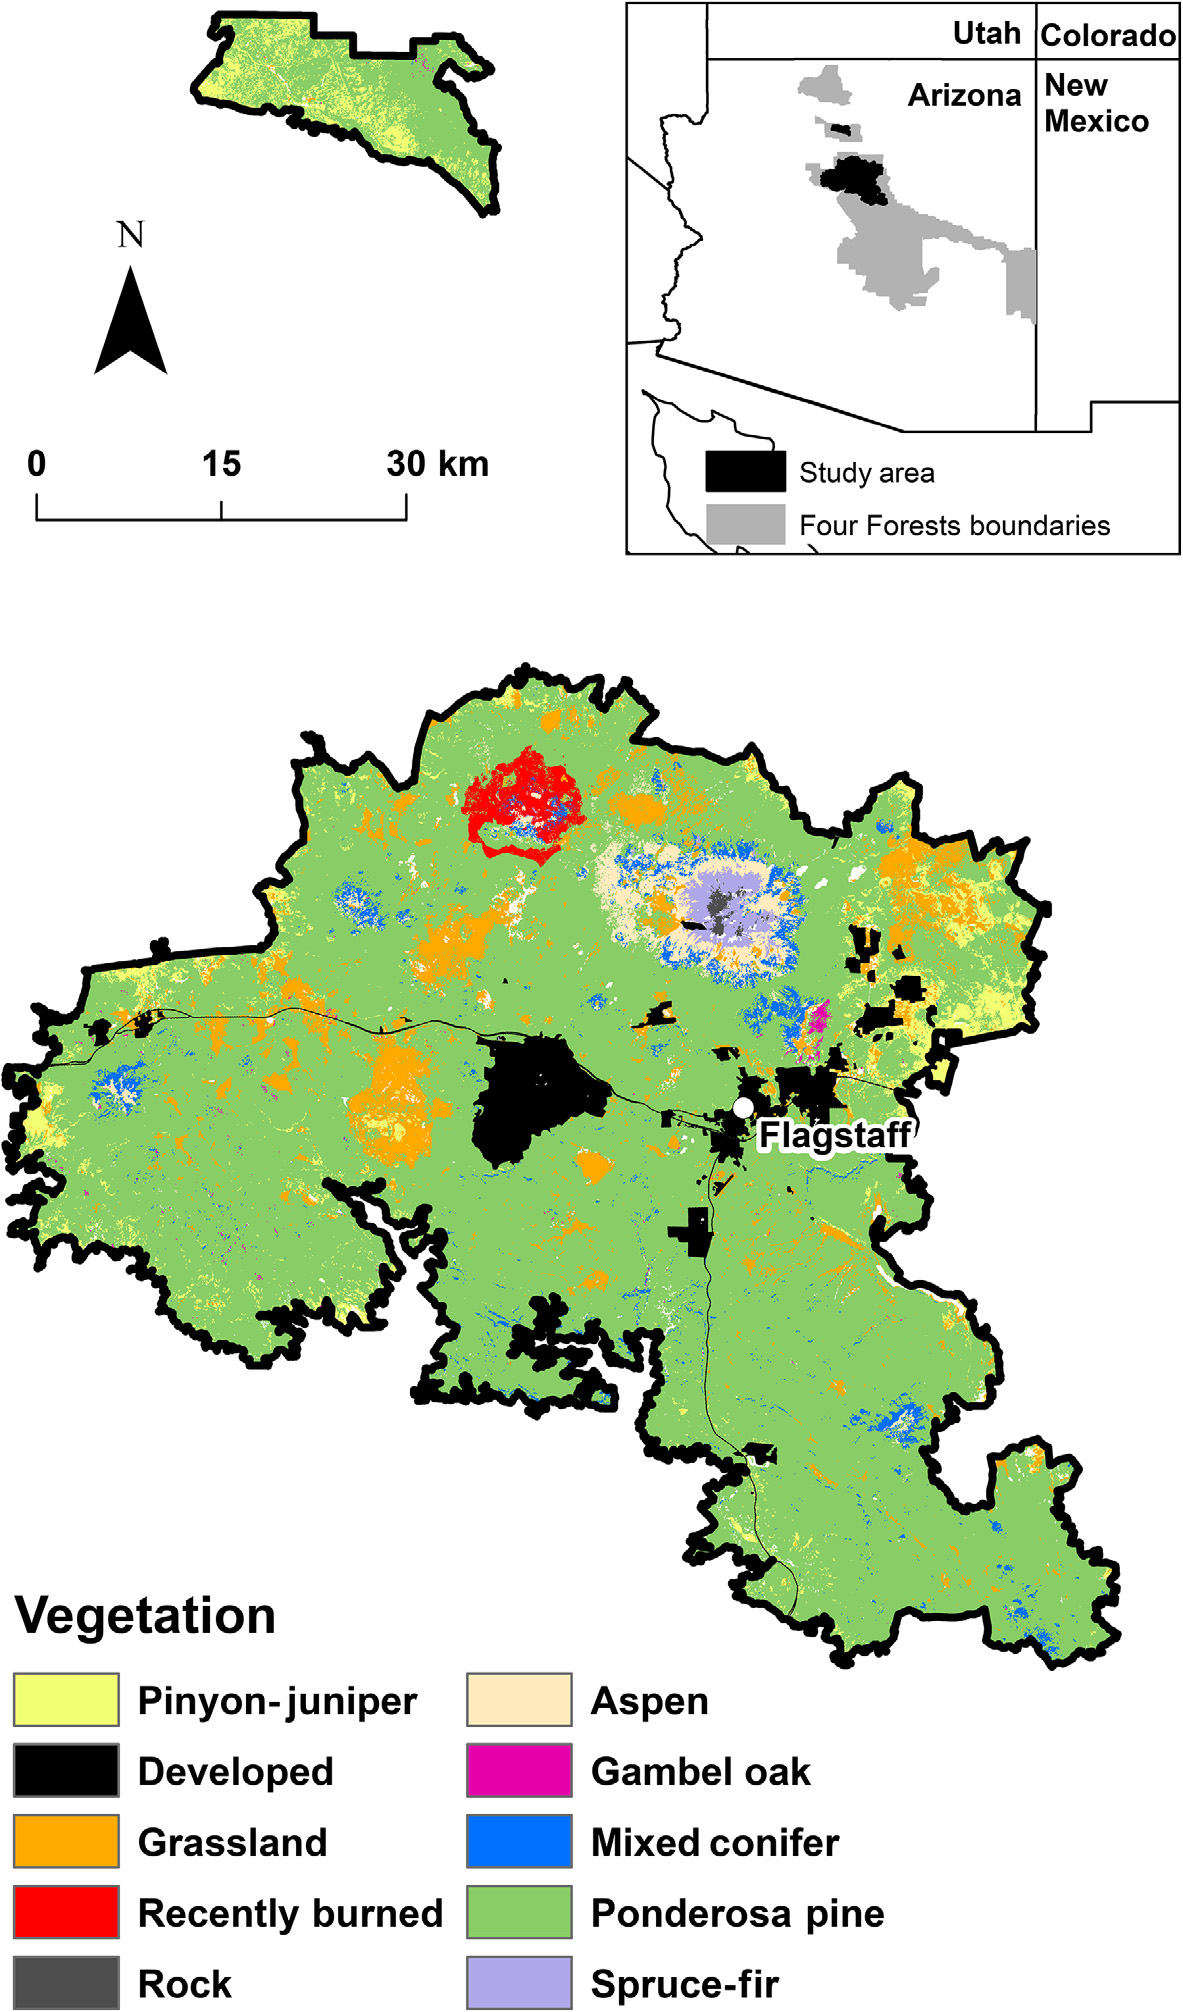 Utah
Colorado
Arizona
New
Mexico
N
0 15 30 km
Study area
Four Forests boundaries
Flagstaff
Vegetation
Pinyon-juniper
Developed
Grassland
Recently burned
Rock
Aspen
Gambel oak
Mixed conifer
Ponderosa pine
Spruce-fir